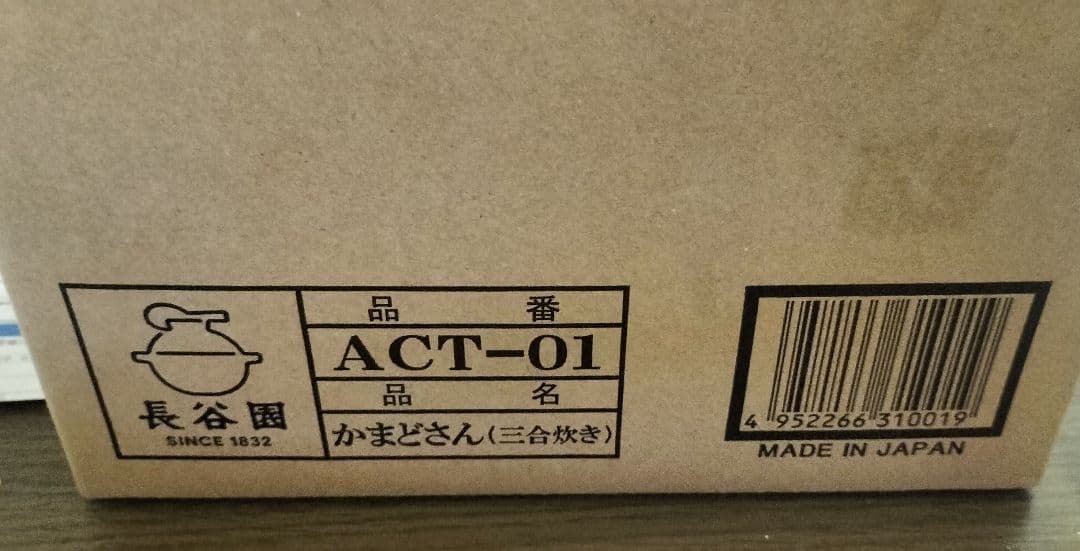 長谷園
SINCE 1832
品番
ACT-01
品名
かまどさん(三合炊き)
4 952266 310019
MADE IN JAPAN